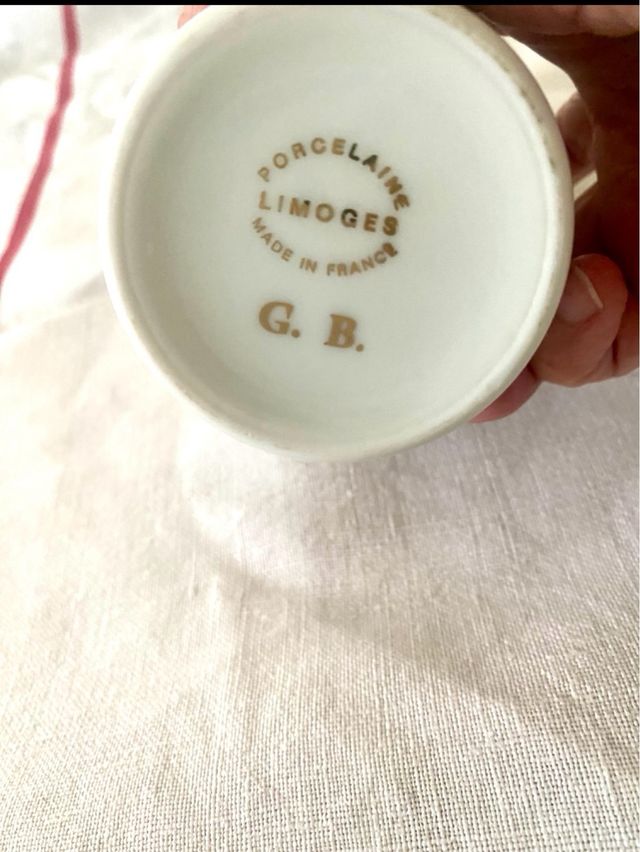 PORCELAINE
LIMOGES
MADE IN FRANCE
G. B.